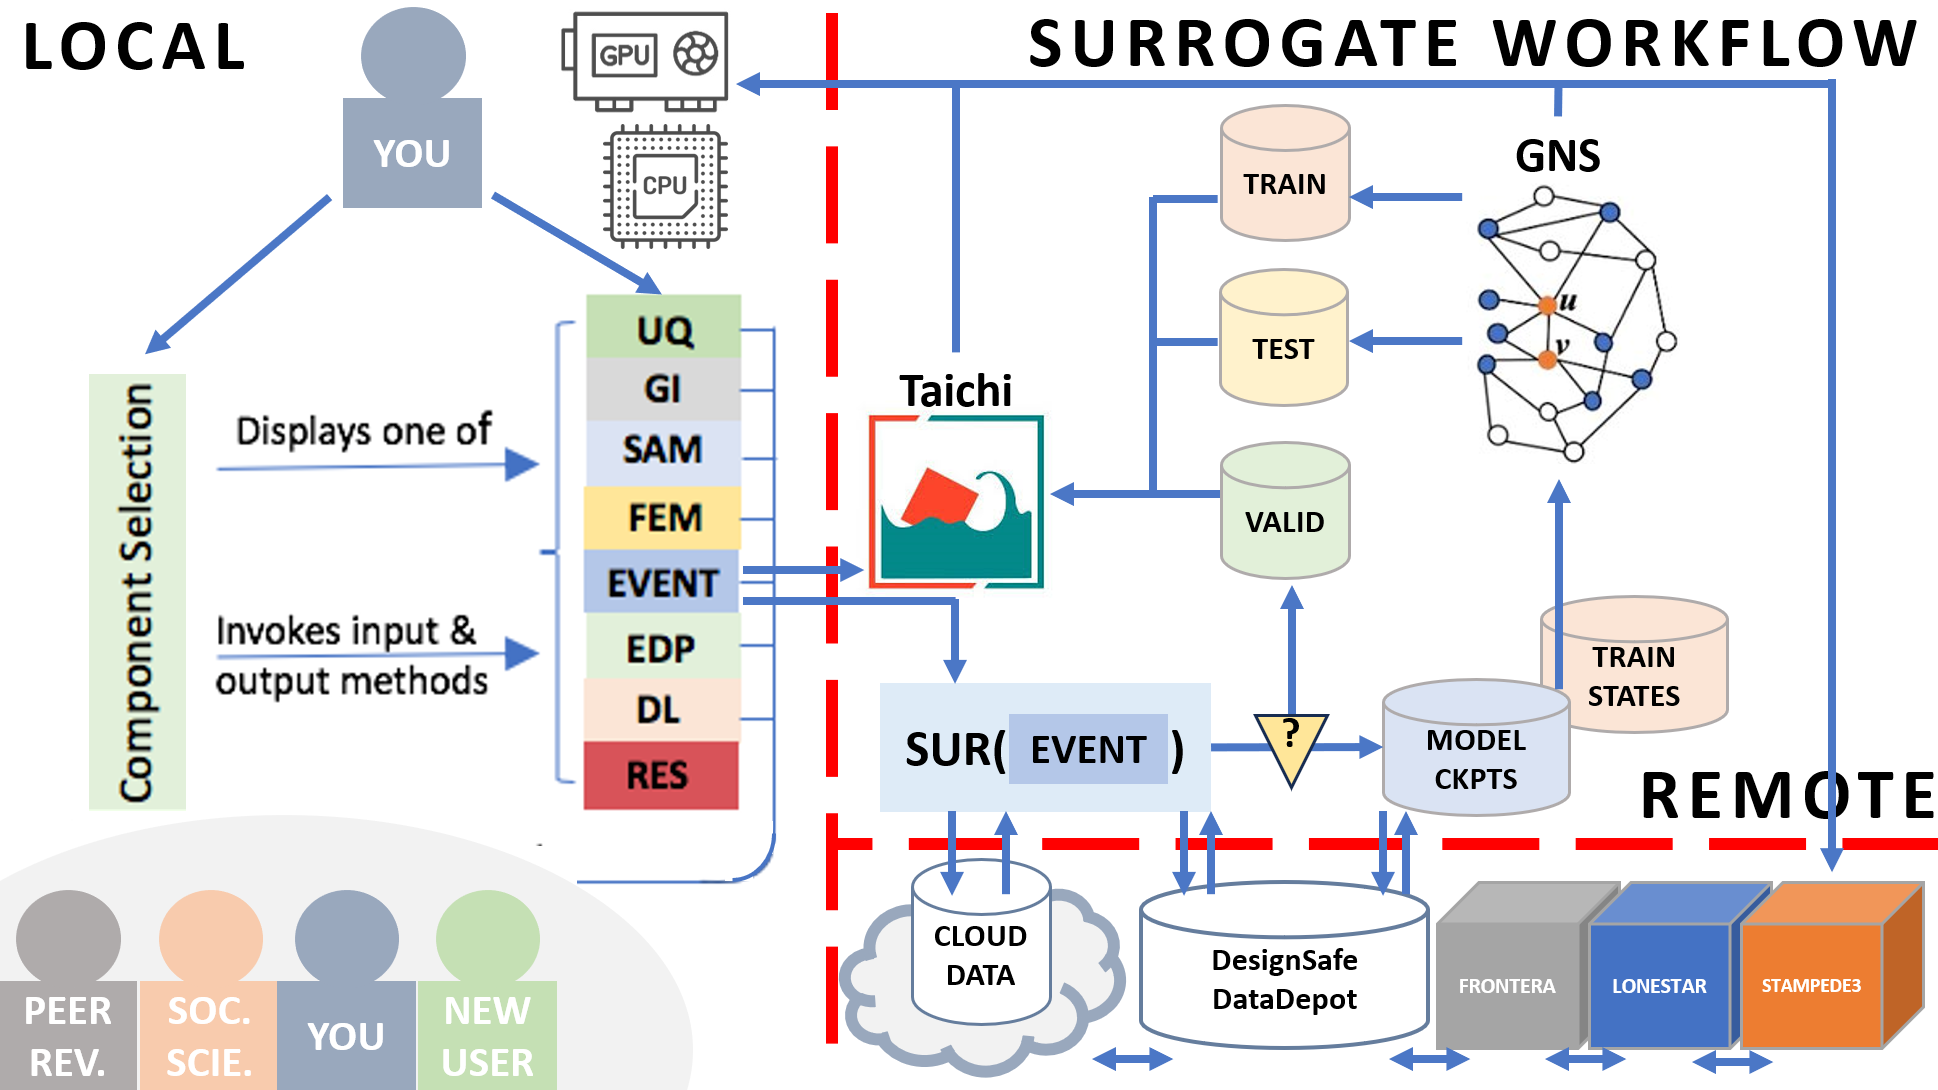 LOCAL
SURROGATE WORKFLOW
YOU
GPU
CPU
Component Selection
Displays one of
Invokes input &
output methods
UQ
GI
SAM
FEM
EVENT
EDP
DL
RES
Taichi
TRAIN
TEST
VALID
GNS
u
v
TRAIN
STATES
MODEL
CKPTS
SUR( EVENT )
?
REMOTE
CLOUD
DATA
DesignSafe
DataDepot
FRONTERA
LONESTAR
STAMPEDE3
PEER
REV.
SOC.
SCIE.
YOU
NEW
USER